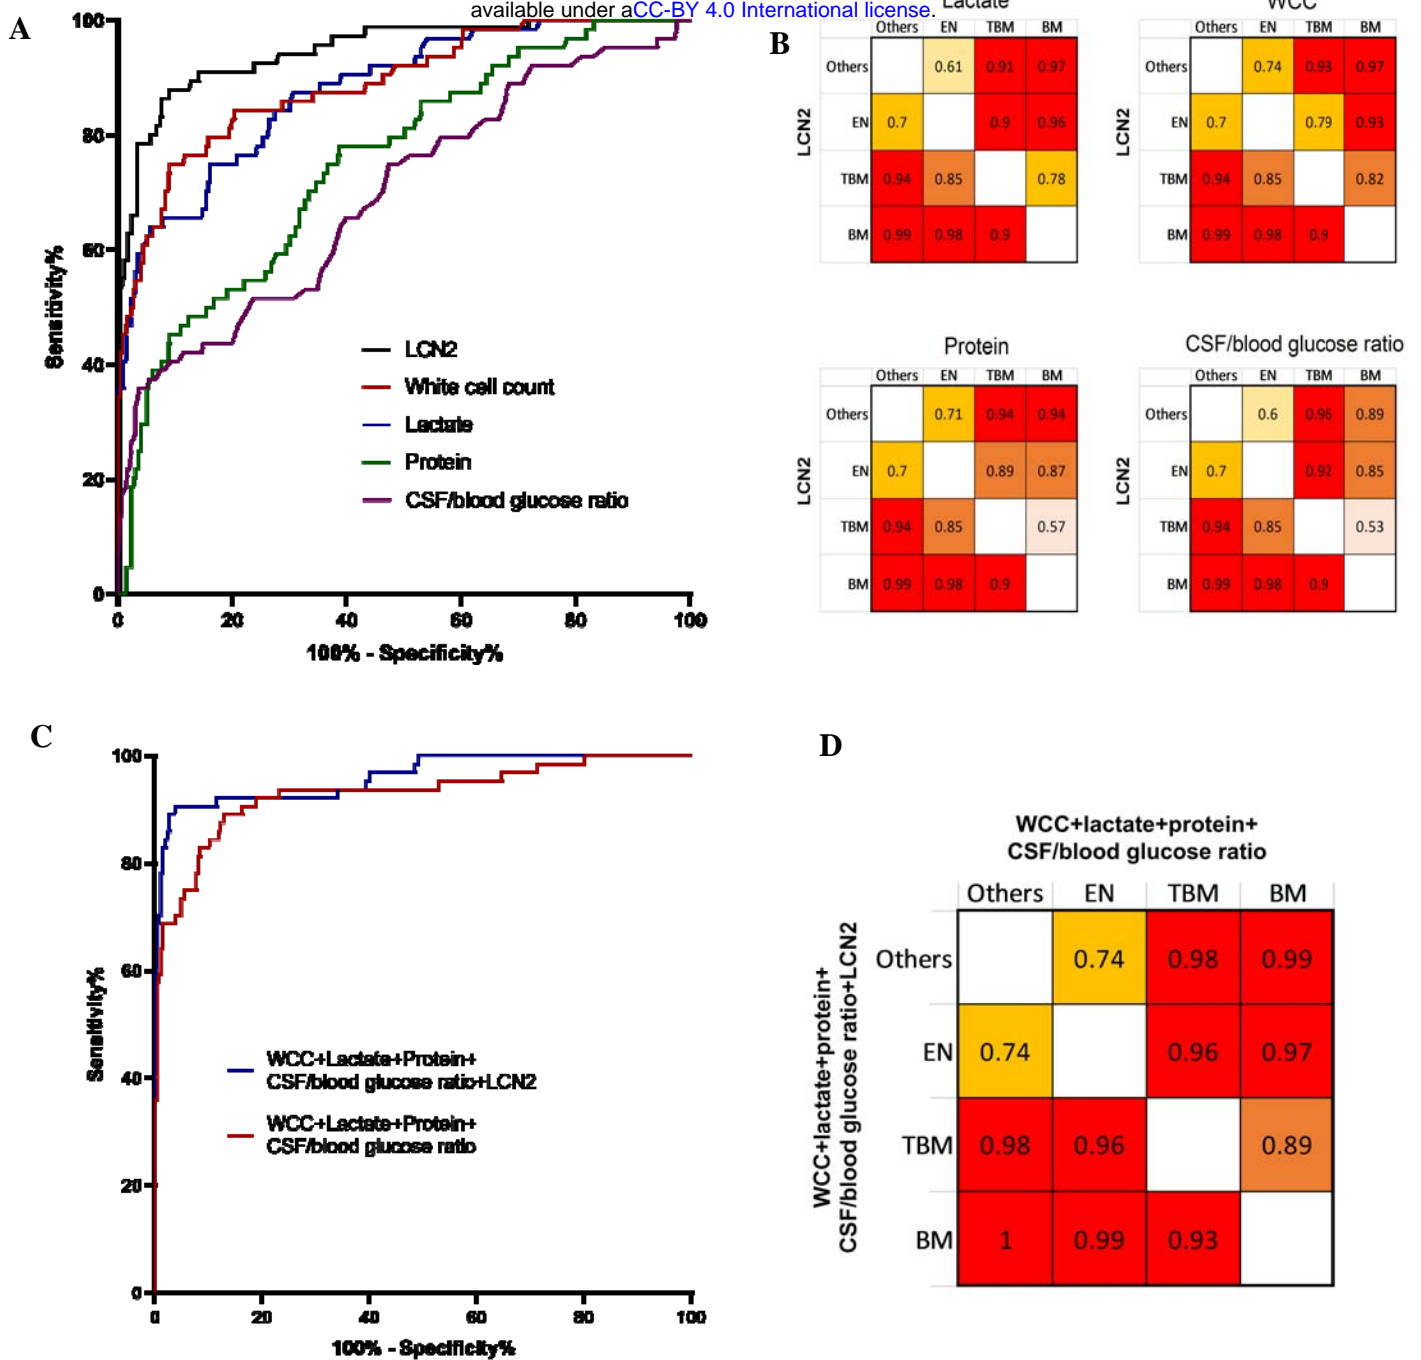 available under aCC-BY 4.0 International license.
A
100
80
60
40
20
0
Sensitivity%
LCN2
White cell count
Lactate
Protein
CSF/blood glucose ratio
0 20 40 60 80 100
100% - Specificity%
B
Lactate
Others EN TBM BM
LCN2
Others 0.61 0.91 0.97
EN 0.7 0.9 0.96
TBM 0.94 0.85 0.78
BM 0.99 0.98 0.9
WCC
Others EN TBM BM
LCN2
Others 0.74 0.93 0.97
EN 0.7 0.79 0.93
TBM 0.94 0.85 0.82
BM 0.99 0.98 0.9
Protein
Others EN TBM BM
LCN2
Others 0.71 0.94 0.94
EN 0.7 0.89 0.87
TBM 0.94 0.85 0.57
BM 0.99 0.98 0.9
CSF/blood glucose ratio
Others EN TBM BM
LCN2
Others 0.6 0.96 0.89
EN 0.7 0.92 0.85
TBM 0.94 0.85 0.53
BM 0.99 0.98 0.9
C
100
80
60
40
20
0
Sensitivity%
WCC+Lactate+Protein+
CSF/blood glucose ratio+LCN2
WCC+Lactate+Protein+
CSF/blood glucose ratio
0 20 40 60 80 100
100% - Specificity%
D
WCC+lactate+protein+
CSF/blood glucose ratio
Others EN TBM BM
WCC+lactate+protein+
CSF/blood glucose ratio+LCN2
Others 0.74 0.98 0.99
EN 0.74 0.96 0.97
TBM 0.98 0.96 0.89
BM 1 0.99 0.93